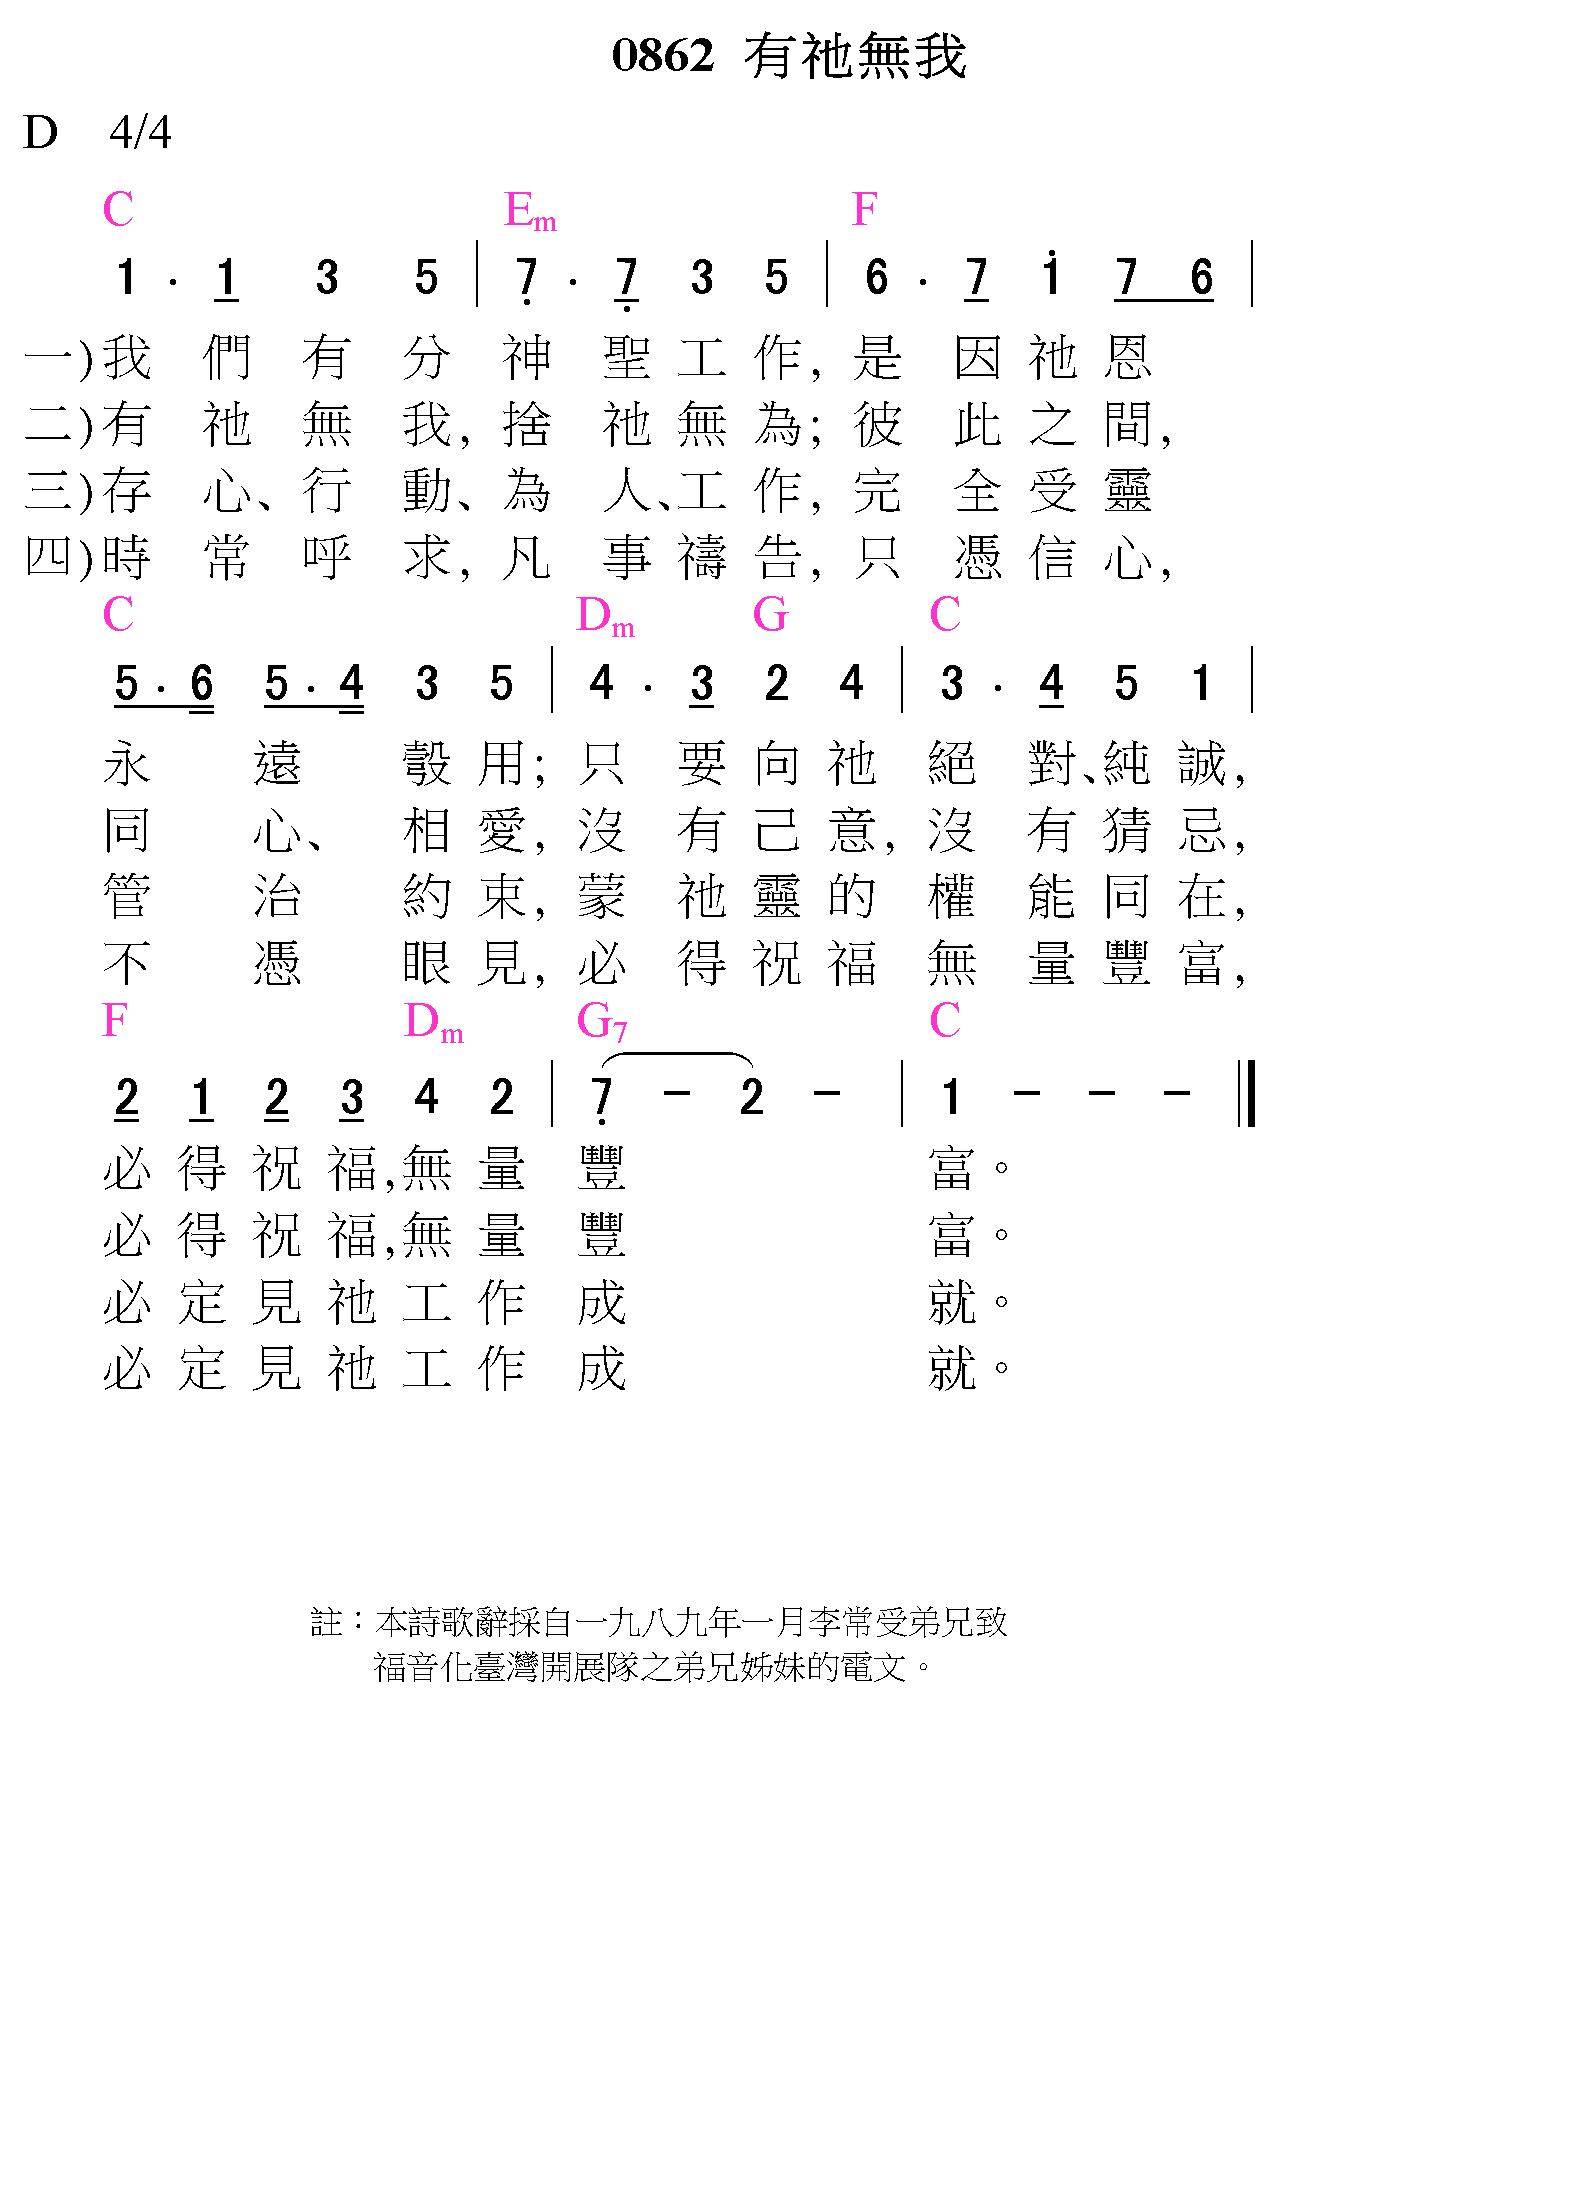 0862 有祂無我
D 4/4
C Em F
1 . 1 3 5 | 7 . 7 3 5 | 6 . 7 1 7 6 |
一)我們有分神聖工作, 是因祂恩
二)有祂無我, 捨祂無為; 彼此之間,
三)存心、行動、為人、工作, 完全受靈
四)時常呼求, 凡事禱告, 只憑信心,
C Dm G C
5 . 6 5 . 4 3 5 | 4 . 3 2 4 | 3 . 4 5 1 |
永遠彀用; 只要向祂絕對、純誠,
同心、相愛, 沒有己意, 沒有猜忌,
管治約束, 蒙祂靈的權能同在,
不憑眼見, 必得祝福無量豐富,
F Dm G7 C
2 1 2 3 4 2 | 7 - 2 - | 1 - - - ‖
必得祝福,無量豐富。
必得祝福,無量豐富。
必定見祂工作成就。
必定見祂工作成就。
註：本詩歌辭採自一九八九年一月李常受弟兄致
福音化臺灣開展隊之弟兄姊妹的電文。